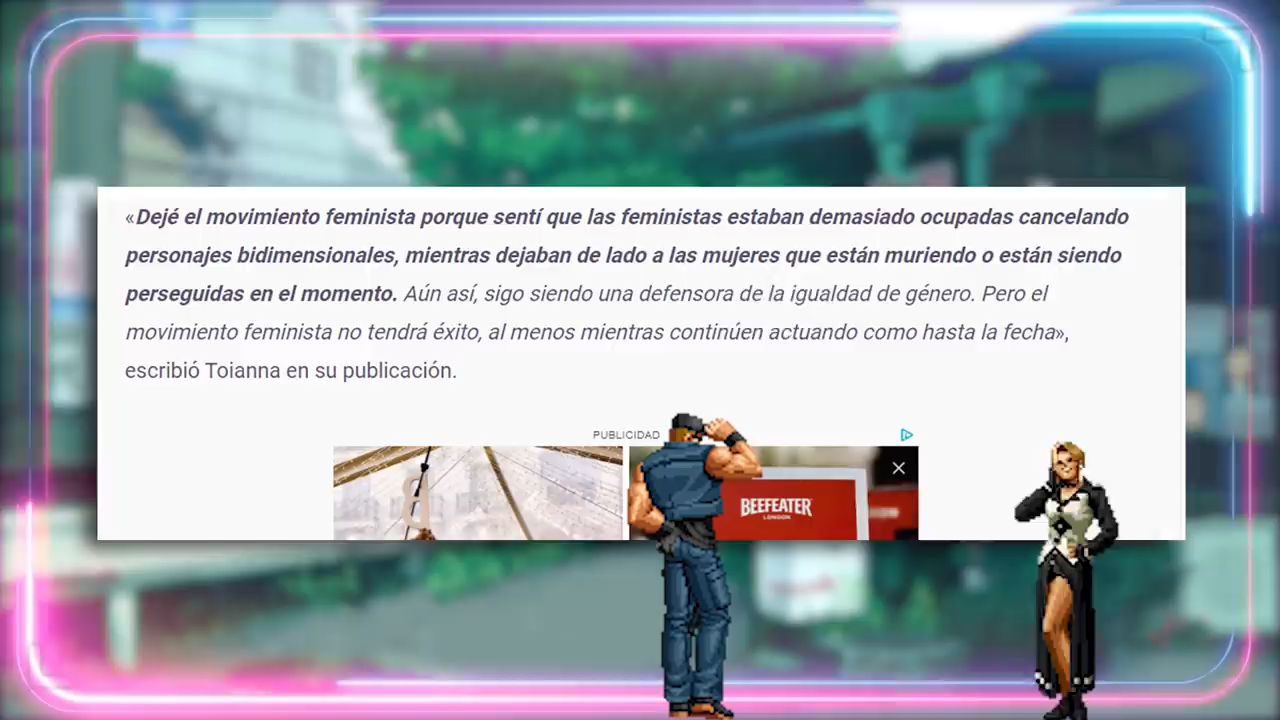 «Dejé el movimiento feminista porque sentí que las feministas estaban demasiado ocupadas cancelando
personajes bidimensionales, mientras dejaban de lado a las mujeres que están muriendo o están siendo
perseguidas en el momento. Aún así, sigo siendo una defensora de la igualdad de género. Pero el
movimiento feminista no tendrá éxito, al menos mientras continúen actuando como hasta la fecha»,
escribió Toianna en su publicación.
PUBLICIDAD
BEEFEATER
LONDON